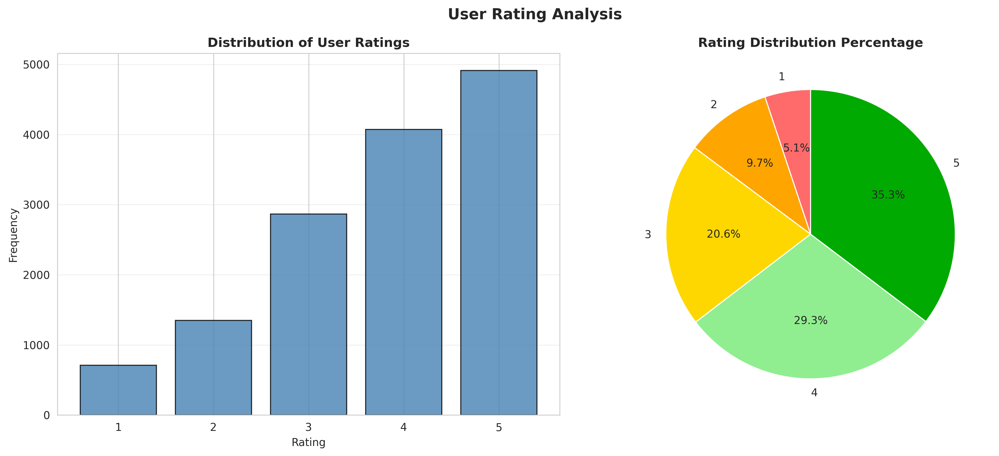 User Rating Analysis
Distribution of User Ratings
5000
4000
3000
2000
1000
0
Frequency
1 2 3 4 5
Rating
Rating Distribution Percentage
1
2
3
4
5
5.1%
9.7%
20.6%
29.3%
35.3%